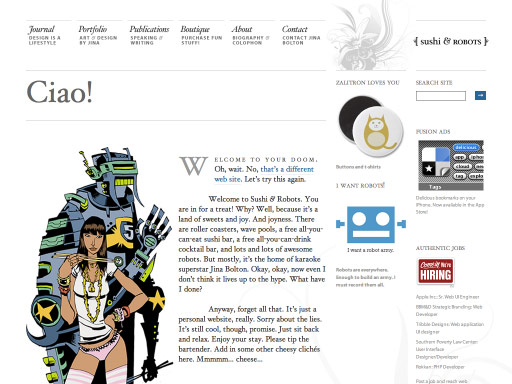 Journal
DESIGN IS A
LIFESTYLE
Portfolio
ART & DESIGN
BY JINA
Publications
SPEAKING &
WRITING
Boutique
PURCHASE FUN
STUFF!
About
BIOGRAPHY &
COLOPHON
Contact
CONTACT JINA
BOLTON
{ sushi & ROBOTS }
Ciao!
WELCOME TO YOUR DOOM.
Oh, wait. No, that's a different
web site. Let's try this again.
Welcome to Sushi & Robots. You
are in for a treat! Why? Well, because it's a
land of sweets and joy. And joyness. There
are roller coasters, wave pools, a free all-you-
can-eat sushi bar, a free all-you-can-drink
cocktail bar, and lots and lots of awesome
robots. But mostly, it's the home of karaoke
superstar Jina Bolton. Okay, okay, now even I
don't think it lives up to the hype. What have
I done?
Anyway, forget all that. It's just a
personal website, really. Sorry about the lies.
It's still cool, though, promise. Just sit back
and relax. Enjoy your stay. Please tip the
bartender. Add in some other cheesy clichés
here. Mmmmm... cheese...
ZALITRON LOVES YOU
Buttons and t-shirts
I WANT ROBOTS!
I want a robot army.
Robots are everywhere.
Enough to build an army. I
must record them all.
SEARCH SITE
→
FUSION ADS
delicious
app
cloud
Tags
Delicious bookmarks on your
iPhone. Now available in the App
Store!
AUTHENTIC JOBS
Come! We're
HIRING
Apple Inc.: Sr. Web UI Engineer
Web Developer
Tilable Design: Web application
UI designer
Southern Poverty Law Center:
User Interface
Designer/Developer
PHP Developer
Post a job and reach web